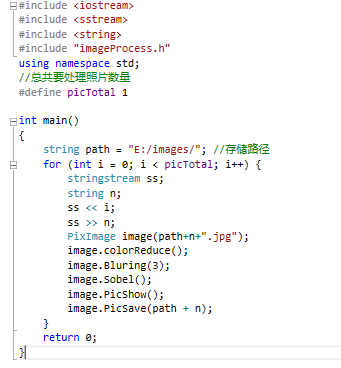 #include <iostream>
#include <sstream>
#include <string>
#include "imageProcess.h"
using namespace std;
//总共要处理照片数量
#define picTotal 1

int main()
{
    string path = "E:/images/"; //存储路径
    for (int i = 0; i < picTotal; i++) {
        stringstream ss;
        string n;
        ss << i;
        ss >> n;
        PixImage image(path+n+".jpg");
        image.colorReduce();
        image.Bluring(3);
        image.Sobel();
        image.PicShow();
        image.PicSave(path + n);
    }
    return 0;
}